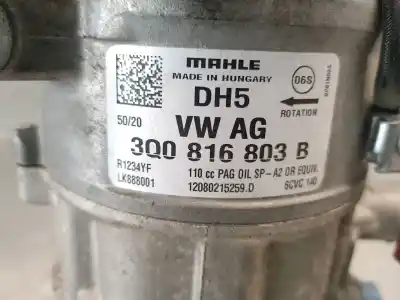 MAHLE
MADE IN HUNGARY
06S
DH5
ROTATION
50/20
VW AG
3Q0 816 803 B
R1234YF
110 cc PAG OIL SP-A2 OR EQUIV.
LK888001
12080215259.D
6CVC 140